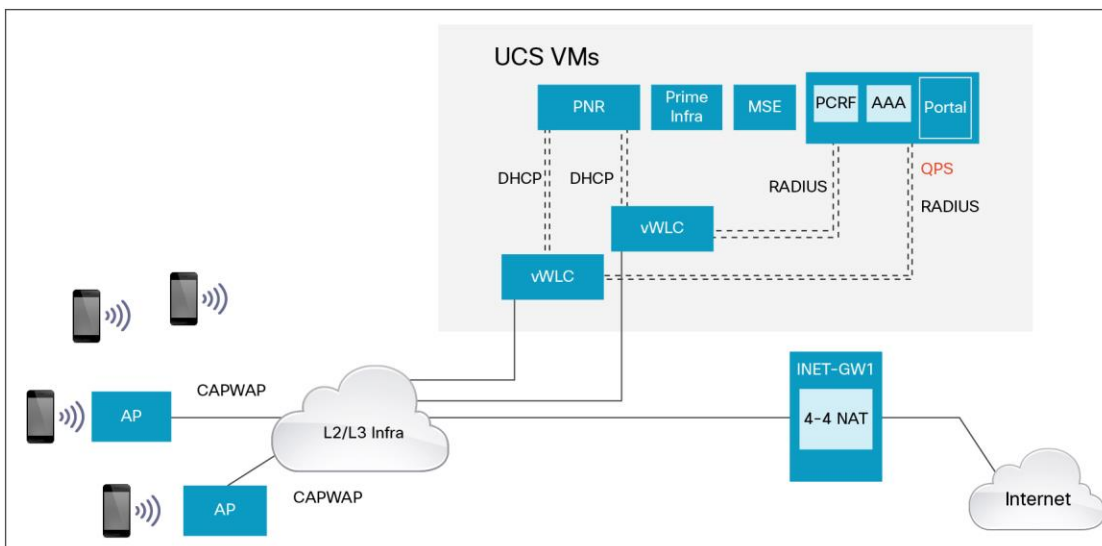 UCS VMs
PNR
Prime
Infra
MSE
PCRF
AAA
Portal
DHCP
DHCP
RADIUS
QPS
RADIUS
vWLC
vWLC
CAPWAP
AP
L2/L3 Infra
INET-GW1
4-4 NAT
CAPWAP
AP
Internet